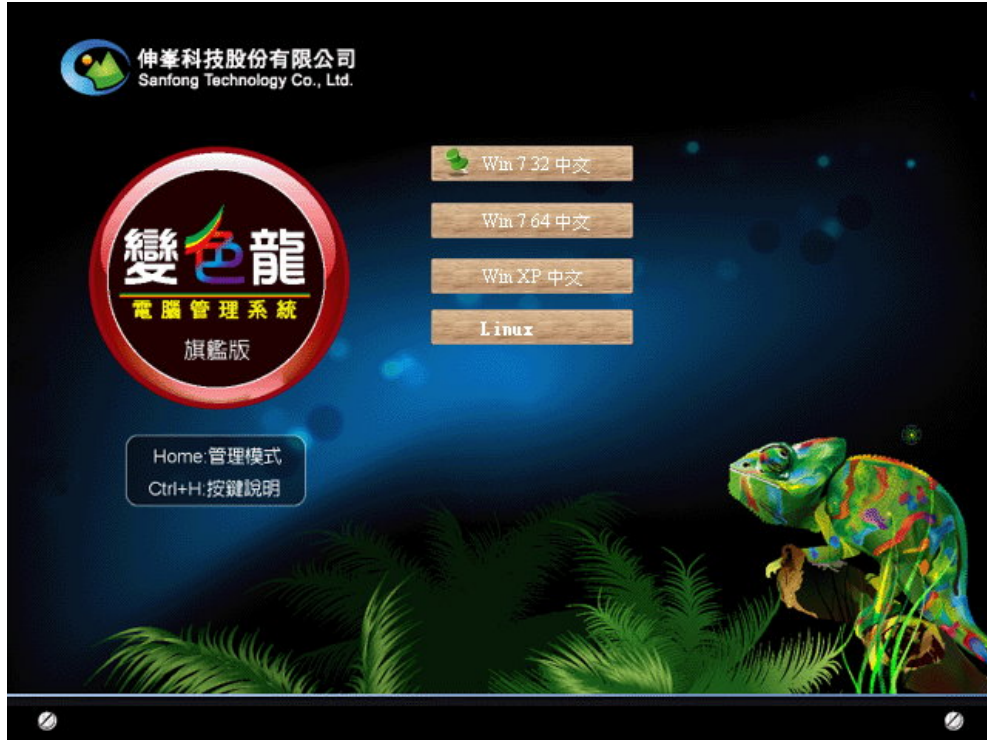 伸峯科技股份有限公司
Sanfong Technology Co., Ltd.
變色龍
電腦管理系統
旗艦版
Home:管理模式
Ctrl+H:按鍵說明
Win 7 32 中文
Win 7 64 中文
Win XP 中文
Linux